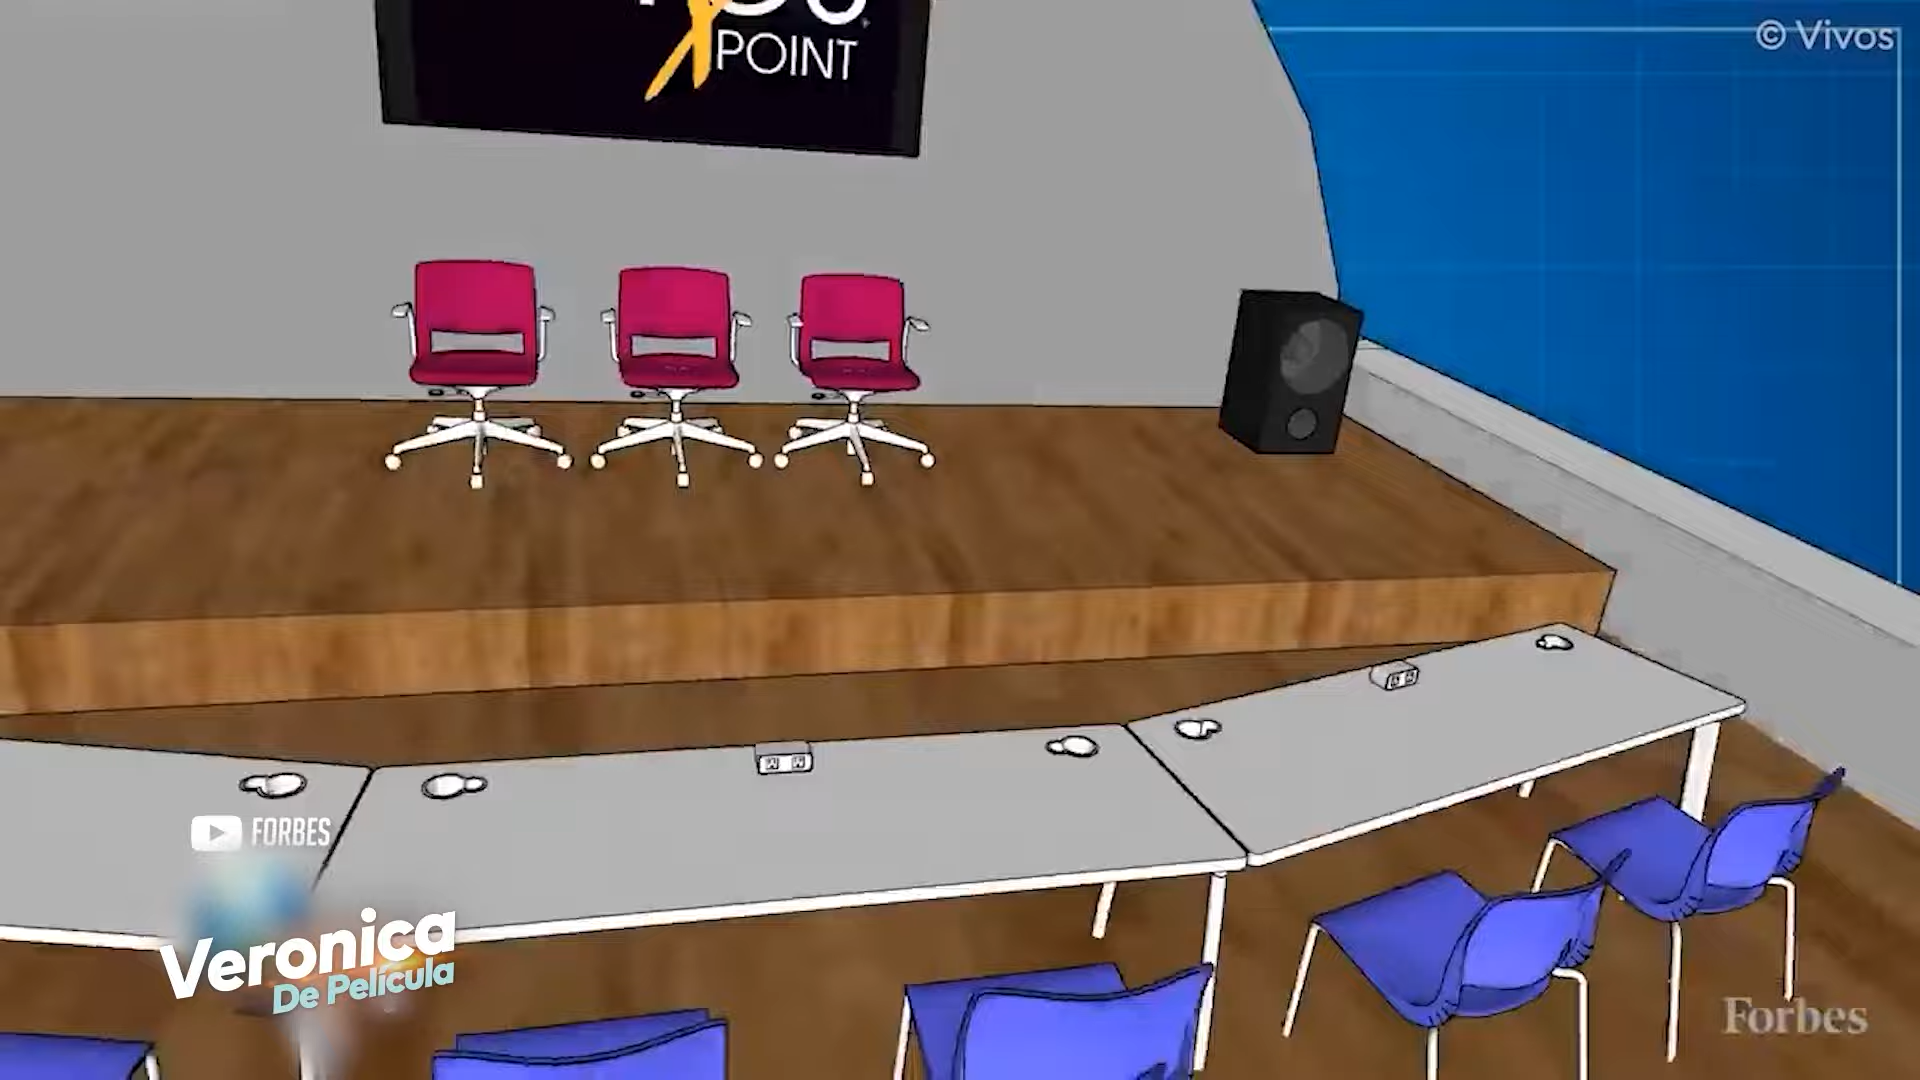 POINT
© Vivos
FORBES
Veronica
De Película
Forbes